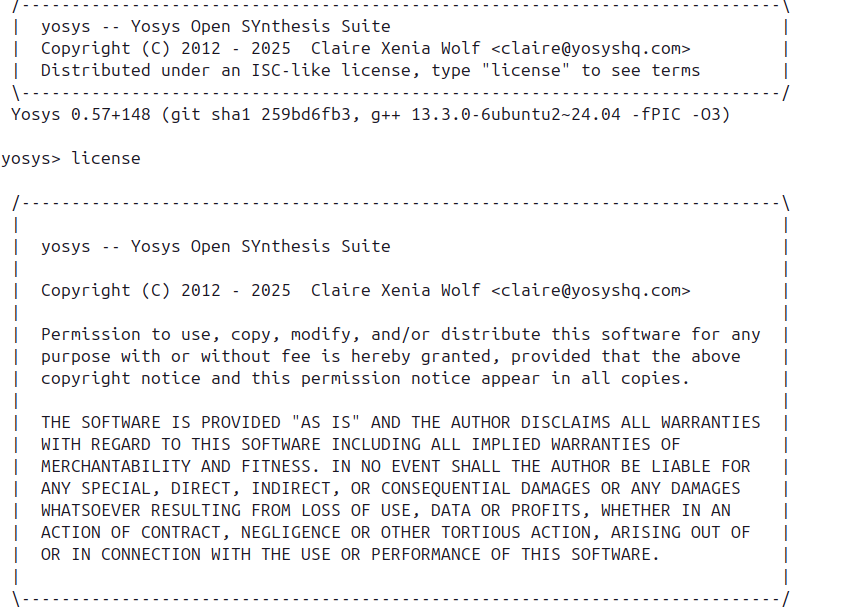 /----------------------------------------------------------------------------\
|  yosys -- Yosys Open SYnthesis Suite                                       |
|  Copyright (C) 2012 - 2025  Claire Xenia Wolf <claire@yosyshq.com>         |
|  Distributed under an ISC-like license, type "license" to see terms        |
\----------------------------------------------------------------------------/
Yosys 0.57+148 (git sha1 259bd6fb3, g++ 13.3.0-6ubuntu2~24.04 -fPIC -O3)
yosys> license
/----------------------------------------------------------------------------\
|                                                                            |
|  yosys -- Yosys Open SYnthesis Suite                                       |
|                                                                            |
|  Copyright (C) 2012 - 2025  Claire Xenia Wolf <claire@yosyshq.com>         |
|                                                                            |
|  Permission to use, copy, modify, and/or distribute this software for any  |
|  purpose with or without fee is hereby granted, provided that the above    |
|  copyright notice and this permission notice appear in all copies.         |
|                                                                            |
|  THE SOFTWARE IS PROVIDED "AS IS" AND THE AUTHOR DISCLAIMS ALL WARRANTIES  |
|  WITH REGARD TO THIS SOFTWARE INCLUDING ALL IMPLIED WARRANTIES OF          |
|  MERCHANTABILITY AND FITNESS. IN NO EVENT SHALL THE AUTHOR BE LIABLE FOR   |
|  ANY SPECIAL, DIRECT, INDIRECT, OR CONSEQUENTIAL DAMAGES OR ANY DAMAGES    |
|  WHATSOEVER RESULTING FROM LOSS OF USE, DATA OR PROFITS, WHETHER IN AN     |
|  ACTION OF CONTRACT, NEGLIGENCE OR OTHER TORTIOUS ACTION, ARISING OUT OF   |
|  OR IN CONNECTION WITH THE USE OR PERFORMANCE OF THIS SOFTWARE.            |
|                                                                            |
\----------------------------------------------------------------------------/